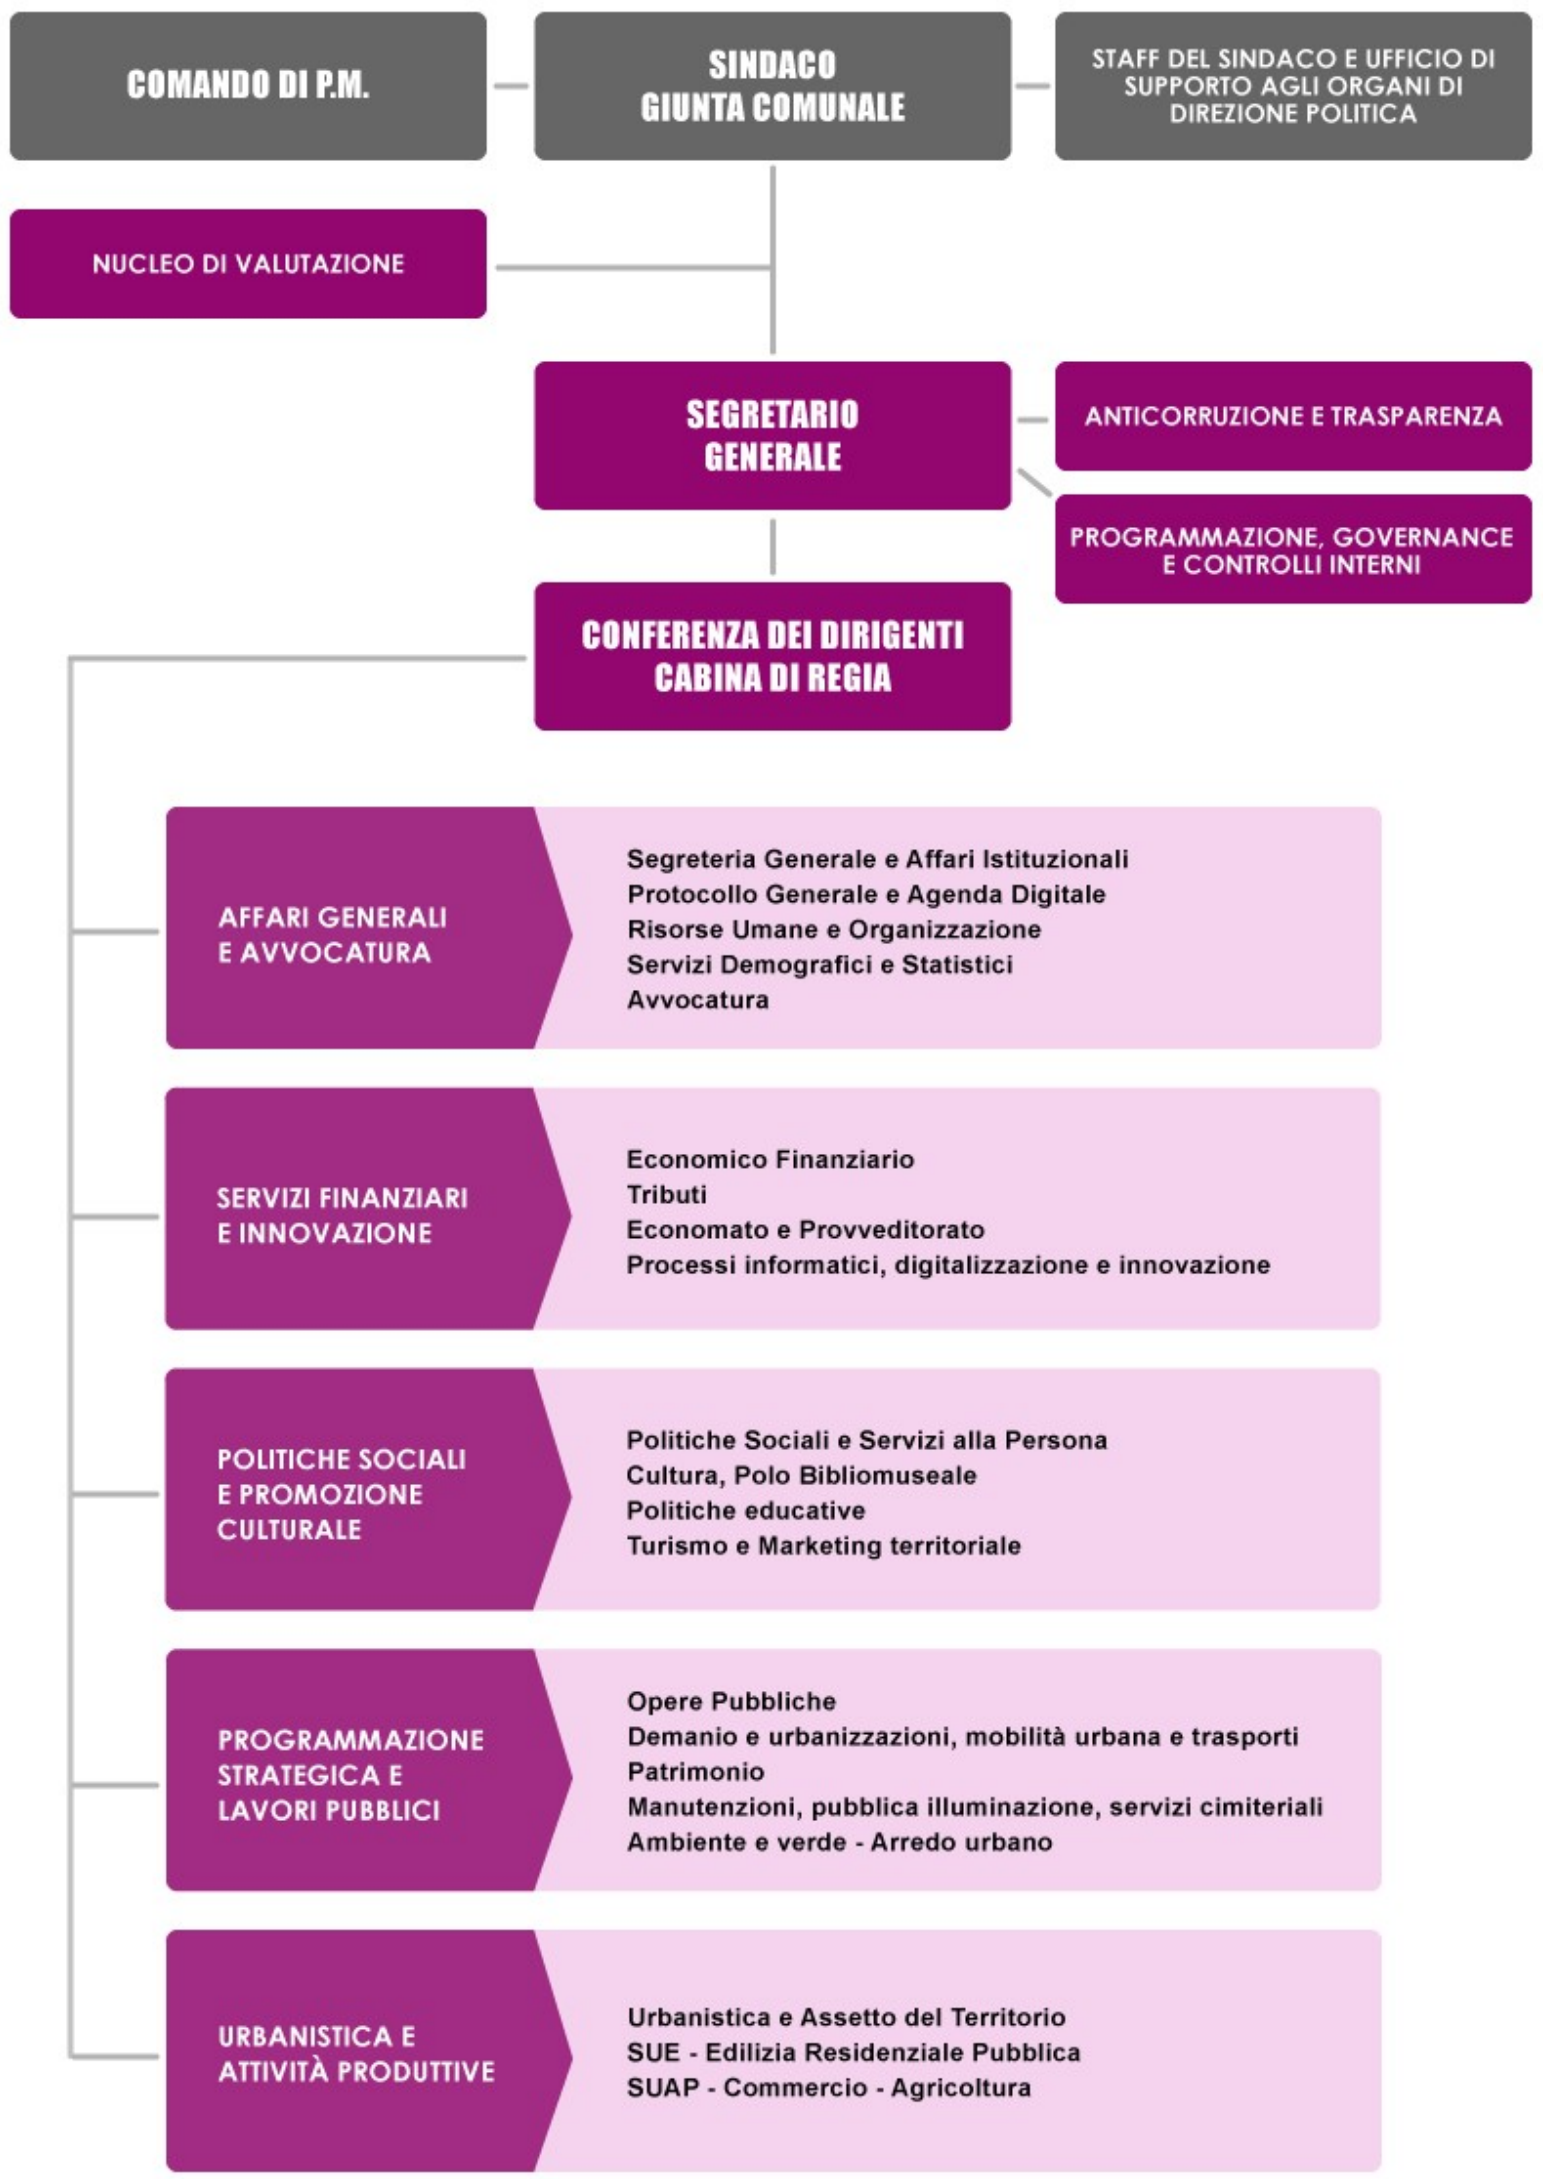 COMANDO DI P.M.
SINDACO
GIUNTA COMUNALE
STAFF DEL SINDACO E UFFICIO DI
SUPPORTO AGLI ORGANI DI
DIREZIONE POLITICA
NUCLEO DI VALUTAZIONE
SEGRETARIO
GENERALE
ANTICORRUZIONE E TRASPARENZA
PROGRAMMAZIONE, GOVERNANCE
E CONTROLLI INTERNI
CONFERENZA DEI DIRIGENTI
CABINA DI REGIA
AFFARI GENERALI
E AVVOCATURA
Segreteria Generale e Affari Istituzionali
Protocollo Generale e Agenda Digitale
Risorse Umane e Organizzazione
Servizi Demografici e Statistici
Avvocatura
SERVIZI FINANZIARI
E INNOVAZIONE
Economico Finanziario
Tributi
Economato e Provveditorato
Processi informatici, digitalizzazione e innovazione
POLITICHE SOCIALI
E PROMOZIONE
CULTURALE
Politiche Sociali e Servizi alla Persona
Cultura, Polo Bibliomuseale
Politiche educative
Turismo e Marketing territoriale
PROGRAMMAZIONE
STRATEGICA E
LAVORI PUBBLICI
Opere Pubbliche
Demanio e urbanizzazioni, mobilità urbana e trasporti
Patrimonio
Manutenzioni, pubblica illuminazione, servizi cimiteriali
Ambiente e verde - Arredo urbano
URBANISTICA E
ATTIVITÀ PRODUTTIVE
Urbanistica e Assetto del Territorio
SUE - Edilizia Residenziale Pubblica
SUAP - Commercio - Agricoltura